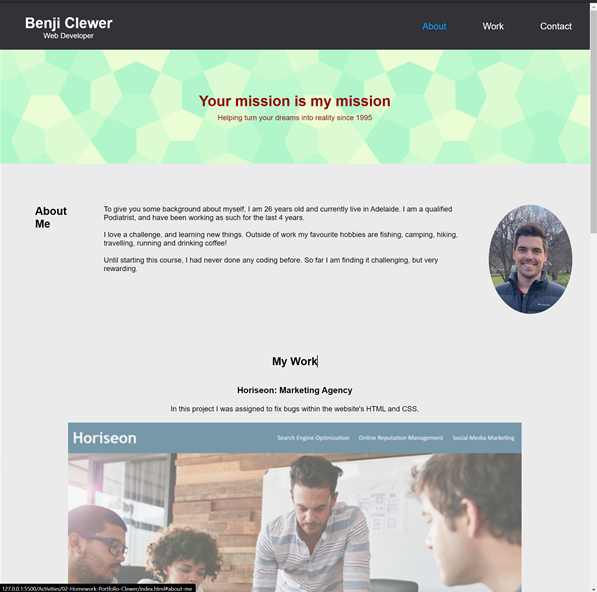 Benji Clewer
Web Developer
About
Work
Contact
Your mission is my mission
Helping turn your dreams into reality since 1995
About
Me
To give you some background about myself, I am 26 years old and currently live in Adelaide. I am a qualified
Podiatrist, and have been working as such for the last 4 years.
I love a challenge, and learning new things. Outside of work my favourite hobbies are fishing, camping, hiking,
travelling, running and drinking coffee!
Until starting this course, I had never done any coding before. So far I am finding it challenging, but very
rewarding.
My Work
Horiseon: Marketing Agency
In this project I was assigned to fix bugs within the website's HTML and CSS.
Horiseon
Search Engine Optimization
Online Reputation Management
Social Media Marketing
127.0.0.1:5500/Activities/02-Homework-Portfolio-Clewer/index.html#about-me